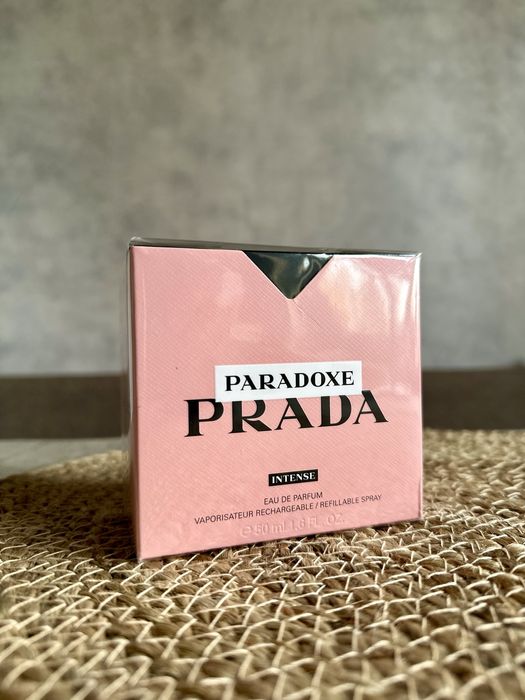 PARADOXE
PRADA
INTENSE
EAU DE PARFUM
VAPORISATEUR RECHARGEABLE / REFILLABLE SPRAY
℮ 50 ml 1.6 FL. OZ.